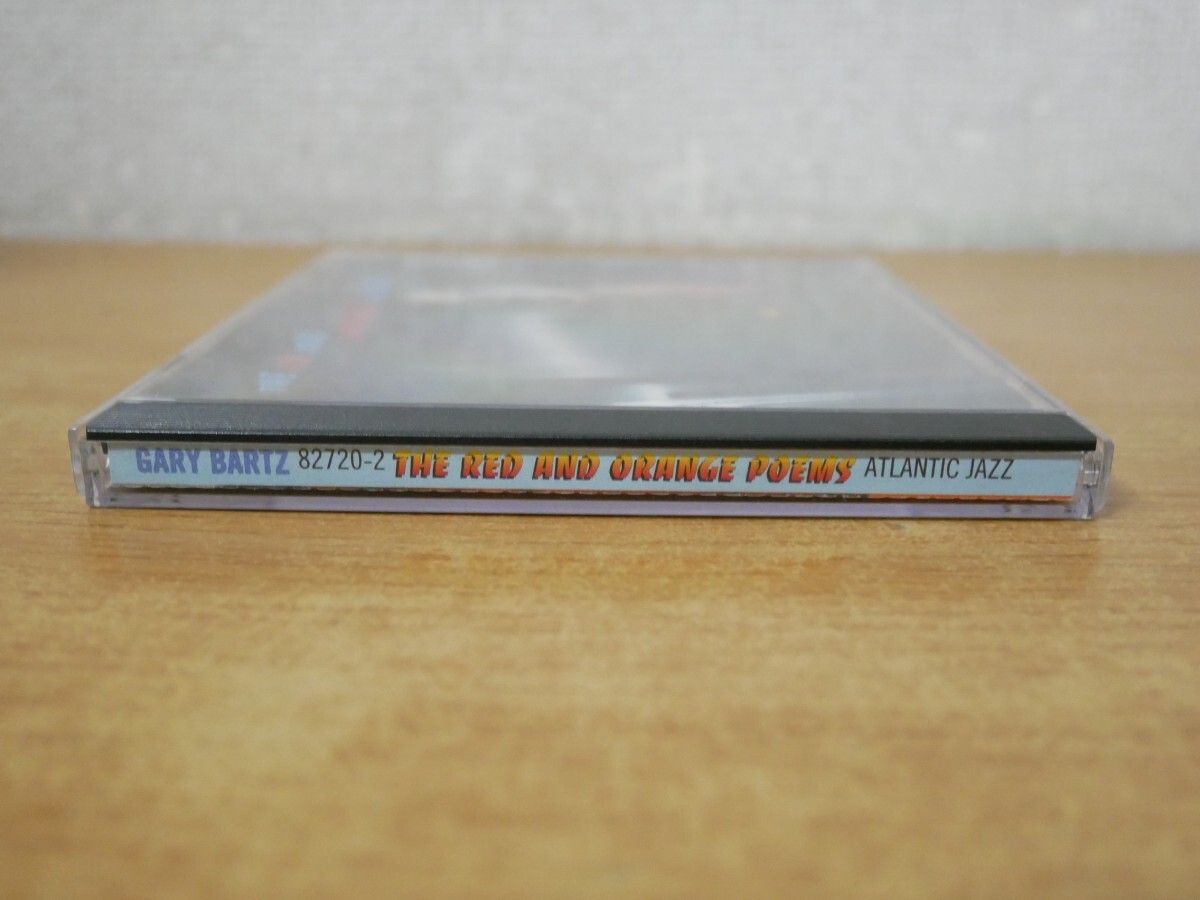 GARY BARTZ 82720-2 THE RED AND ORANGE POEMS ATLANTIC JAZZ